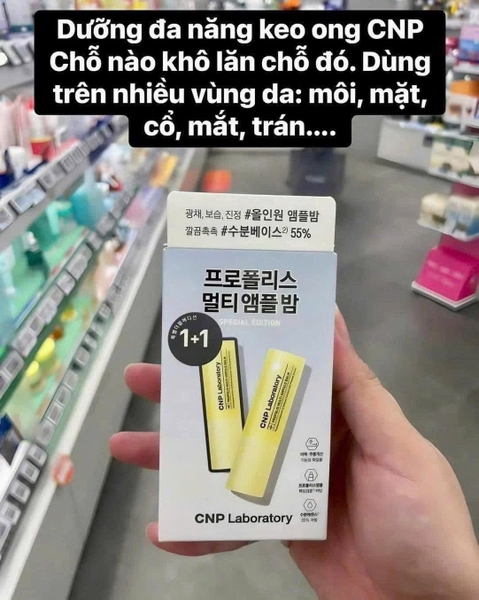 Dưỡng đa năng keo ong CNP
Chỗ nào khô lăn chỗ đó. Dùng
trên nhiều vùng da: môi, mặt,
cổ, mắt, trán....
광채, 보습, 진정 #올인원 앰플밤
깔끔촉촉 #수분베이스²⁾ 55%
프로폴리스
멀티 앰플 밤
SPECIAL EDITION
1+1
CNP Laboratory
CNP Laboratory
CNP Laboratory